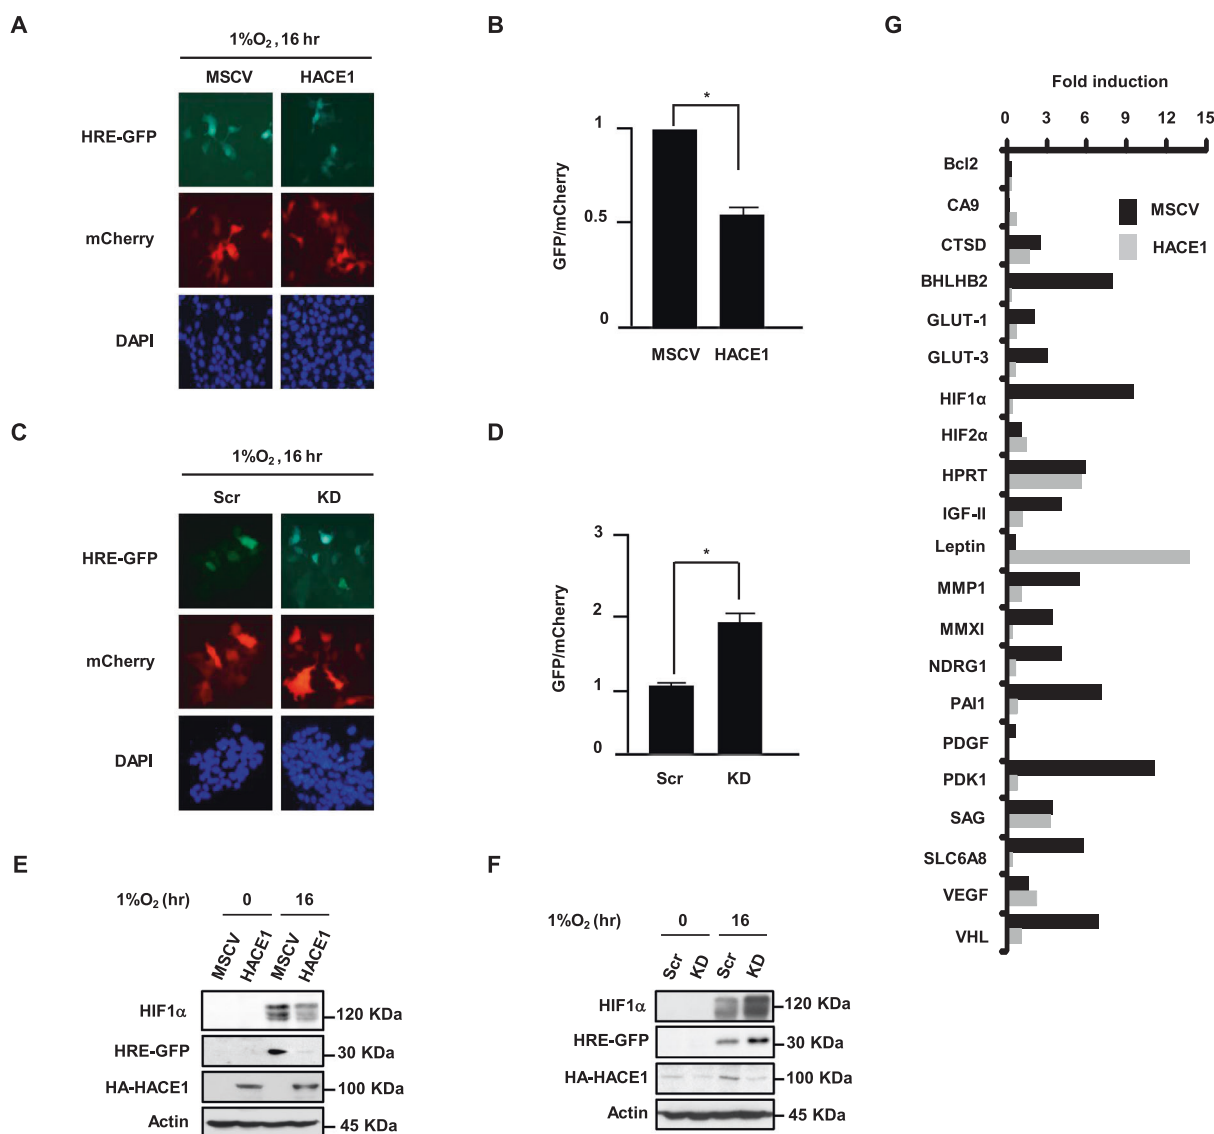 A
1%O₂, 16 hr
MSCV HACE1
HRE-GFP
mCherry
DAPI
B
GFP/mCherry
1
0.5
0
*
MSCV HACE1
C
1%O₂, 16 hr
Scr KD
HRE-GFP
mCherry
DAPI
D
GFP/mCherry
3
2
1
0
*
Scr KD
E
1%O₂ (hr) 0 16
MSCV HACE1 MSCV HACE1
HIF1α 120 KDa
HRE-GFP 30 KDa
HA-HACE1 100 KDa
Actin 45 KDa
F
1%O₂ (hr) 0 16
Scr KD Scr KD
HIF1α 120 KDa
HRE-GFP 30 KDa
HA-HACE1 100 KDa
Actin 45 KDa
G
Fold induction
0 3 6 9 12 15
MSCV
HACE1
Bcl2
CA9
CTSD
BHLHB2
GLUT-1
GLUT-3
HIF1α
HIF2α
HPRT
IGF-II
Leptin
MMP1
MMXI
NDRG1
PAI1
PDGF
PDK1
SAG
SLC6A8
VEGF
VHL